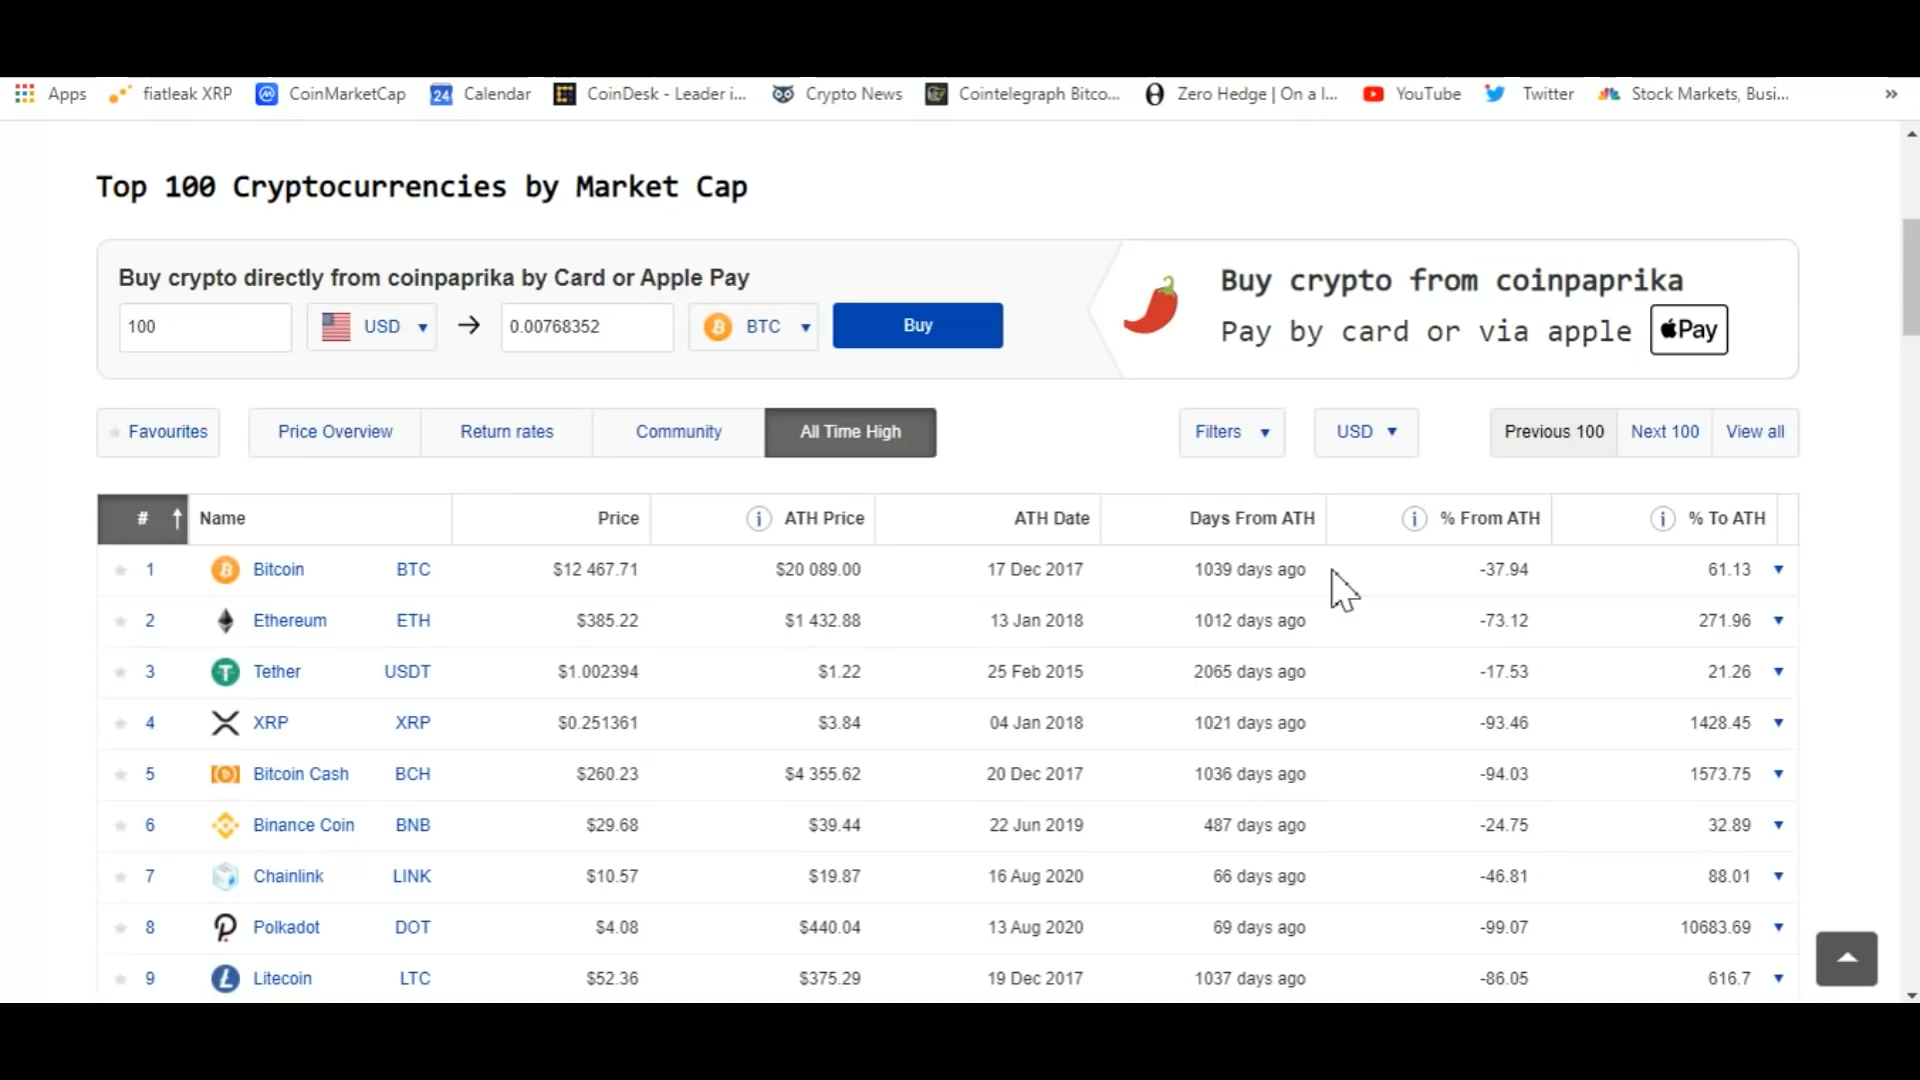 Apps fiatleak XRP CoinMarketCap 24 Calendar CoinDesk - Leader i... Crypto News Cointelegraph Bitco... Zero Hedge | On a l... YouTube Twitter Stock Markets, Busi... »
Top 100 Cryptocurrencies by Market Cap
Buy crypto directly from coinpaprika by Card or Apple Pay
100 USD → 0.00768352 BTC Buy
Buy crypto from coinpaprika
Pay by card or via apple Pay
Favourites Price Overview Return rates Community All Time High Filters USD Previous 100 Next 100 View all
# Name Price i ATH Price ATH Date Days From ATH i % From ATH i % To ATH
1 Bitcoin BTC $12 467.71 $20 089.00 17 Dec 2017 1039 days ago -37.94 61.13
2 Ethereum ETH $385.22 $1 432.88 13 Jan 2018 1012 days ago -73.12 271.96
3 Tether USDT $1.002394 $1.22 25 Feb 2015 2065 days ago -17.53 21.26
4 XRP XRP $0.251361 $3.84 04 Jan 2018 1021 days ago -93.46 1428.45
5 Bitcoin Cash BCH $260.23 $4 355.62 20 Dec 2017 1036 days ago -94.03 1573.75
6 Binance Coin BNB $29.68 $39.44 22 Jun 2019 487 days ago -24.75 32.89
7 Chainlink LINK $10.57 $19.87 16 Aug 2020 66 days ago -46.81 88.01
8 Polkadot DOT $4.08 $440.04 13 Aug 2020 69 days ago -99.07 10683.69
9 Litecoin LTC $52.36 $375.29 19 Dec 2017 1037 days ago -86.05 616.7